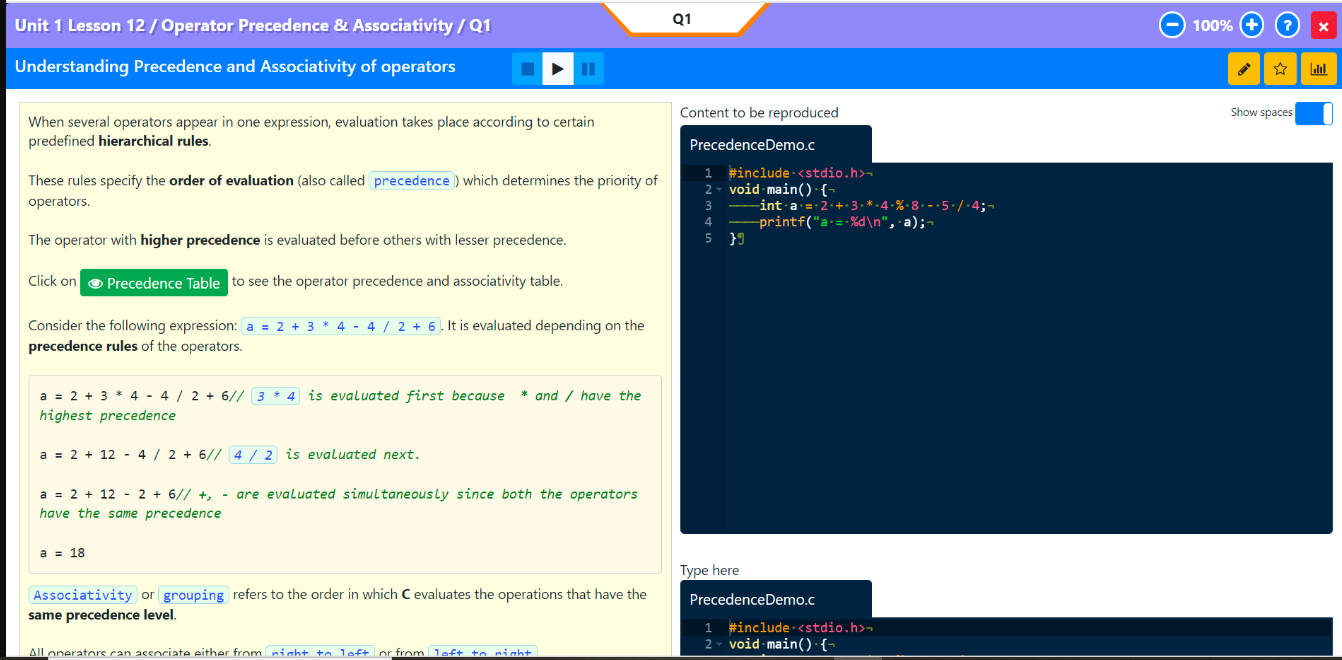 Unit 1 Lesson 12 / Operator Precedence & Associativity / Q1
Q1
100%
?
Understanding Precedence and Associativity of operators
When several operators appear in one expression, evaluation takes place according to certain
predefined hierarchical rules.
These rules specify the order of evaluation (also called precedence) which determines the priority of
operators.
The operator with higher precedence is evaluated before others with lesser precedence.
Click on Precedence Table to see the operator precedence and associativity table.
Consider the following expression: a = 2 + 3 * 4 - 4 / 2 + 6. It is evaluated depending on the
precedence rules of the operators.
a = 2 + 3 * 4 - 4 / 2 + 6// 3 * 4 is evaluated first because  * and / have the
highest precedence
a = 2 + 12 - 4 / 2 + 6// 4 / 2 is evaluated next.
a = 2 + 12 - 2 + 6// +, - are evaluated simultaneously since both the operators
have the same precedence
a = 18
Associativity or grouping refers to the order in which C evaluates the operations that have the
same precedence level.
All operators can associate either from right to left or from left to right
Content to be reproduced
Show spaces
PrecedenceDemo.c
1 #include·<stdio.h>¬
2 void·main()·{¬
3 ————int·a·=·2·+·3·*·4·%·8·-·5·/·4;¬
4 ————printf("a·=·%d\n",·a);¬
5 }¶
Type here
PrecedenceDemo.c
1 #include·<stdio.h>¬
2 void·main()·{¬